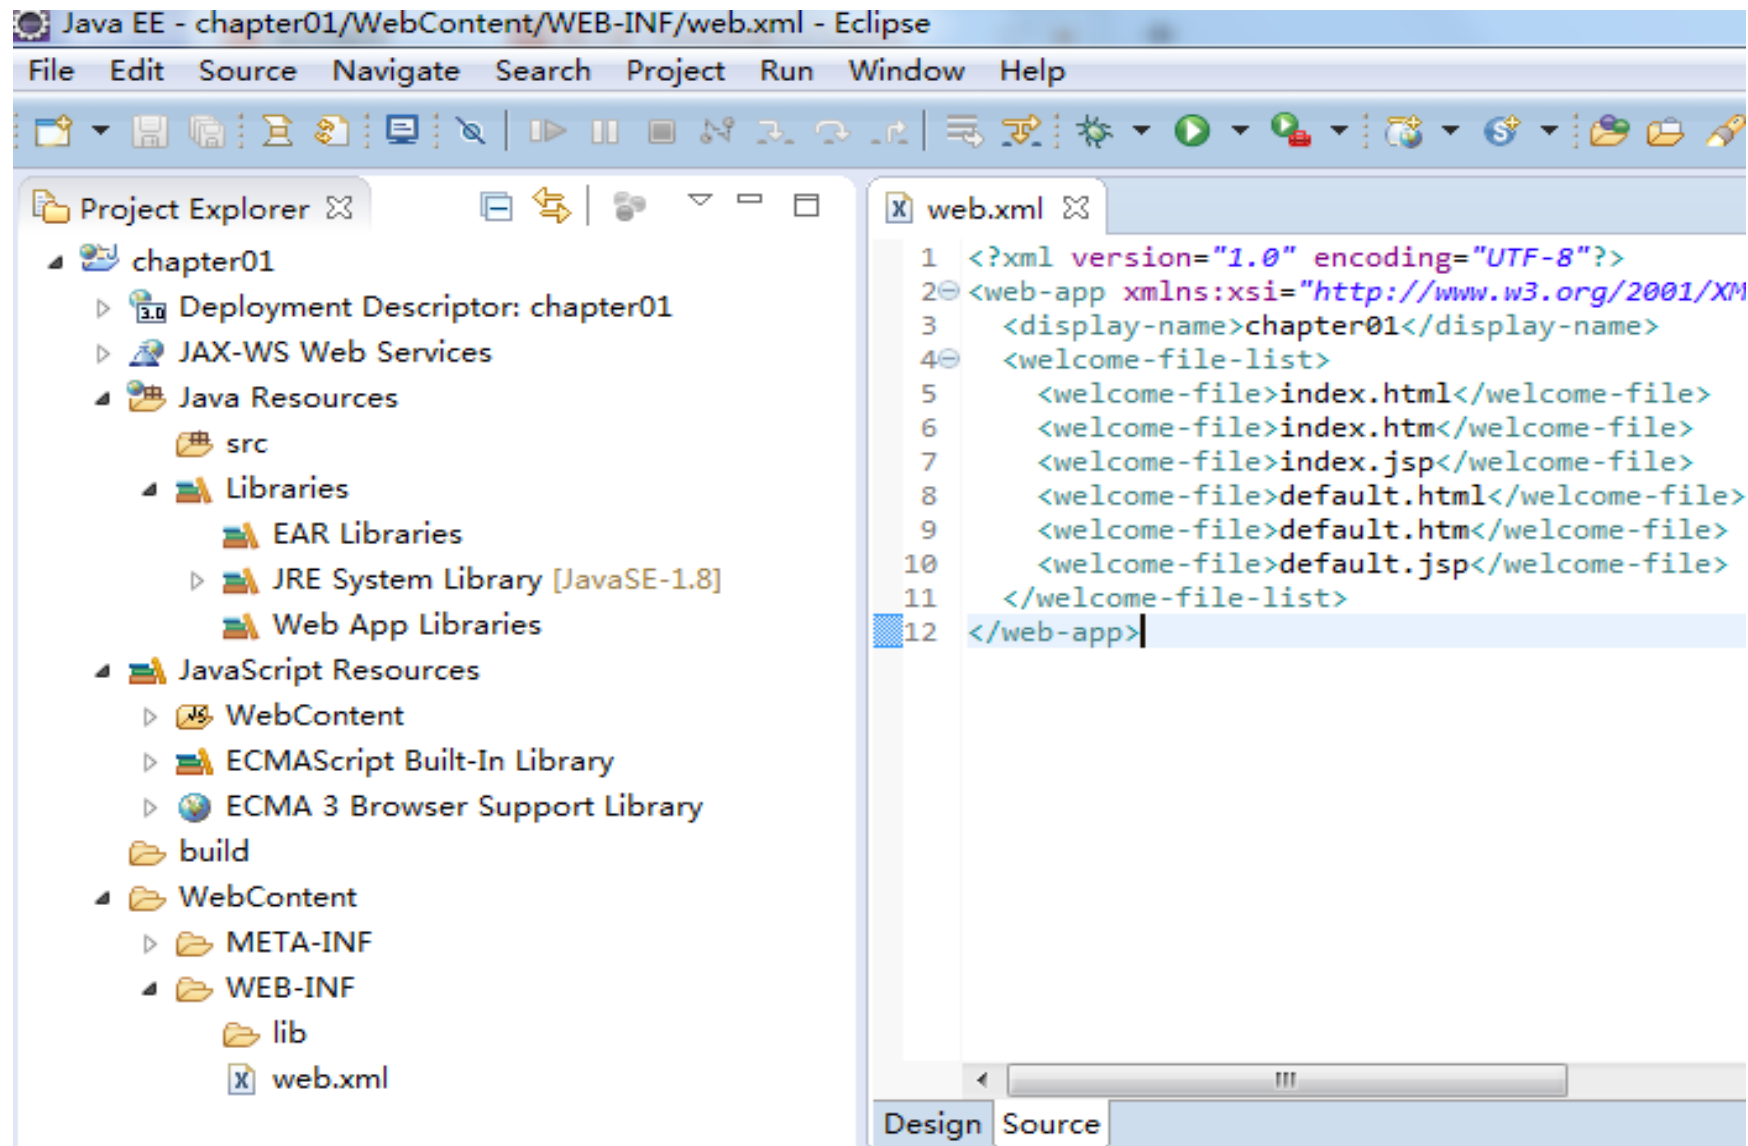 Java EE - chapter01/WebContent/WEB-INF/web.xml - Eclipse
File Edit Source Navigate Search Project Run Window Help
Project Explorer
chapter01
Deployment Descriptor: chapter01
JAX-WS Web Services
Java Resources
src
Libraries
EAR Libraries
JRE System Library [JavaSE-1.8]
Web App Libraries
JavaScript Resources
WebContent
ECMAScript Built-In Library
ECMA 3 Browser Support Library
build
WebContent
META-INF
WEB-INF
lib
web.xml
web.xml
1 <?xml version="1.0" encoding="UTF-8"?>
2 <web-app xmlns:xsi="http://www.w3.org/2001/XM
3 <display-name>chapter01</display-name>
4 <welcome-file-list>
5 <welcome-file>index.html</welcome-file>
6 <welcome-file>index.htm</welcome-file>
7 <welcome-file>index.jsp</welcome-file>
8 <welcome-file>default.html</welcome-file>
9 <welcome-file>default.htm</welcome-file>
10 <welcome-file>default.jsp</welcome-file>
11 </welcome-file-list>
12 </web-app>
Design Source